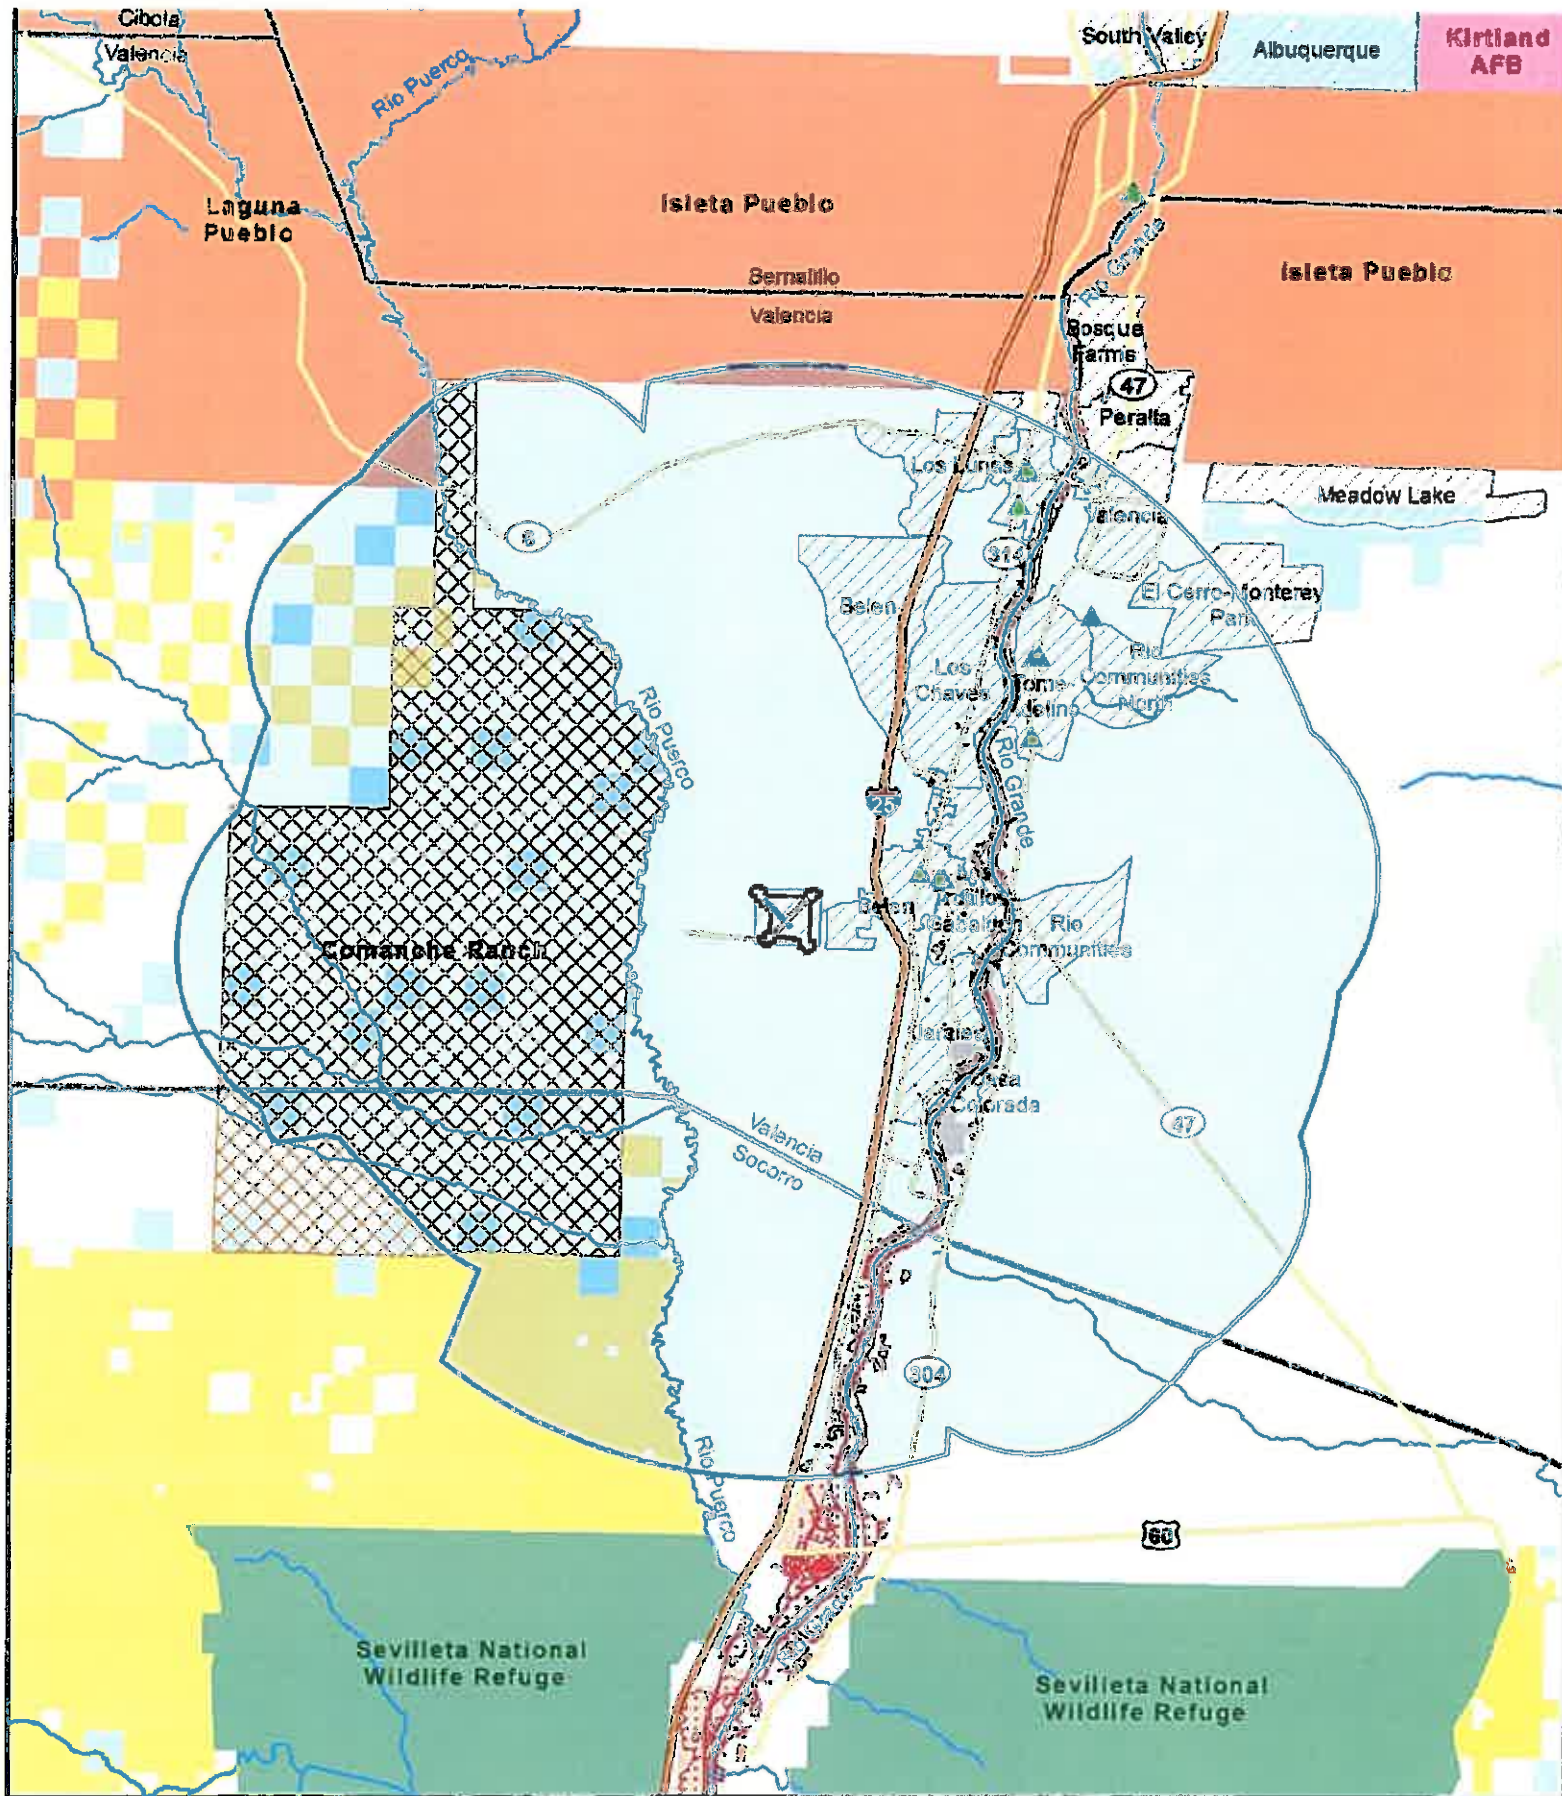 Cibola
Valencia
Rio Puerco
South Valley
Albuquerque
Kirtland
AFB
Laguna
Pueblo
Isleta Pueblo
Rio Grande
Isleta Pueblo
Bernalillo
Valencia
Bosque
Farms
47
Peralta
Los Lunas
Meadow Lake
Valencia
6
314
El Cerro-Monterey
Belen
Rio
Communities
North
Los
Chaves
Tome-
Adelino
Rio Puerco
Rio Grande
25
Belen
Rio
Communities
Comanche Ranch
Jarales
Casa
Colorada
47
Valencia
Socorro
304
Rio Puerco
60
Sevilleta National
Wildlife Refuge
Sevilleta National
Wildlife Refuge